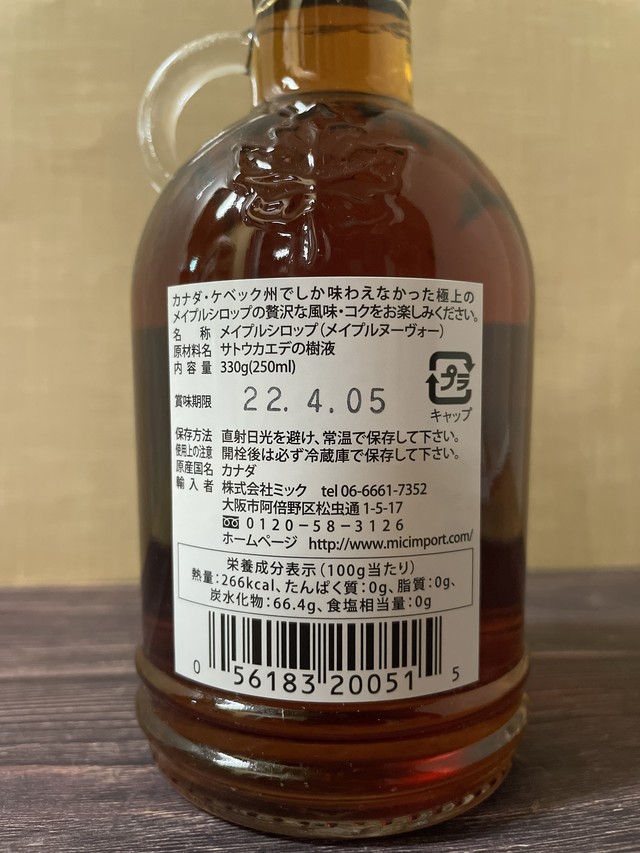 カナダ・ケベック州でしか味わえなかった極上の
メイプルシロップの贅沢な風味・コクをお楽しみください。
名称 メイプルシロップ(メイプルヌーヴォー)
原材料名 サトウカエデの樹液
内容量 330g(250ml)
賞味期限 22.4.05
プラ
キャップ
保存方法 直射日光を避け、常温で保存して下さい。
使用上の注意 開栓後は必ず冷蔵庫で保存して下さい。
原産国名 カナダ
輸入者 株式会社ミック tel 06-6661-7352
大阪市阿倍野区松虫通1-5-17
0120-58-3126
ホームページ http://www.micimport.com/
栄養成分表示(100g当たり)
熱量:266kcal、たんぱく質:0g、脂質:0g、
炭水化物:66.4g、食塩相当量:0g
0 56183 20051 5